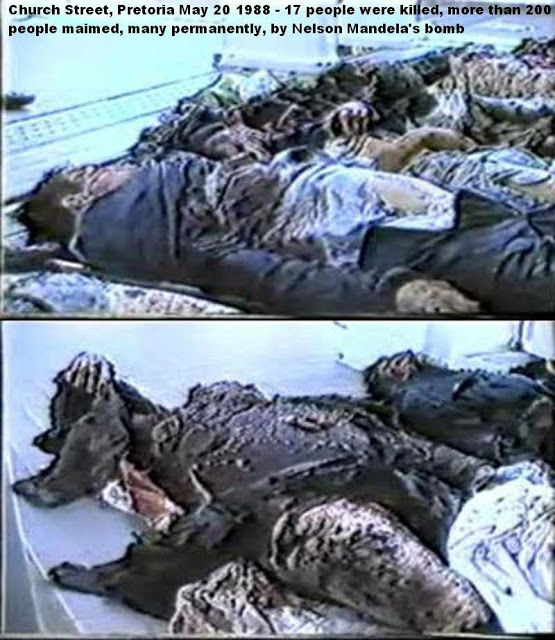 Church Street, Pretoria May 20 1988 - 17 people were killed, more than 200
people maimed, many permanently, by Nelson Mandela's bomb